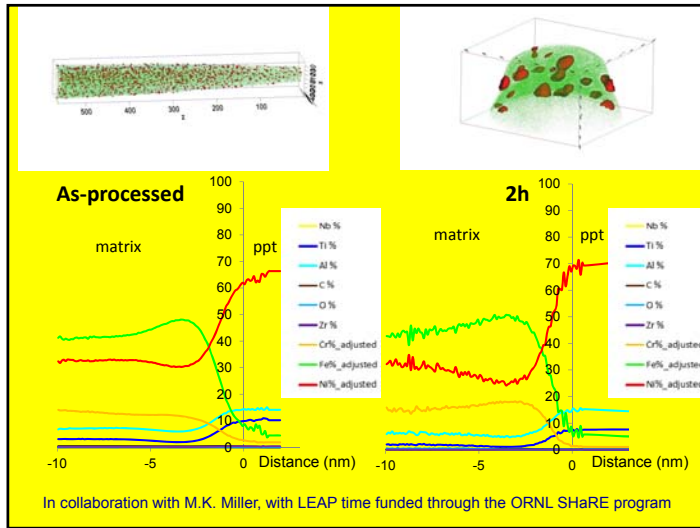 500
400
300
200
100
As-processed
100
90
80
70
60
50
40
30
20
10
0
matrix
ppt
Nb %
Ti %
Al %
C %
O %
Zr %
Cr%_adjusted
Fe%_adjusted
Ni%_adjusted
-10
-5
0
Distance (nm)
2h
100
90
80
70
60
50
40
30
20
10
0
matrix
ppt
Nb %
Ti %
Al %
C %
O %
Zr %
Cr%_adjusted
Fe%_adjusted
Ni%_adjusted
-10
-5
0
Distance (nm)
In collaboration with M.K. Miller, with LEAP time funded through the ORNL SHaRE program